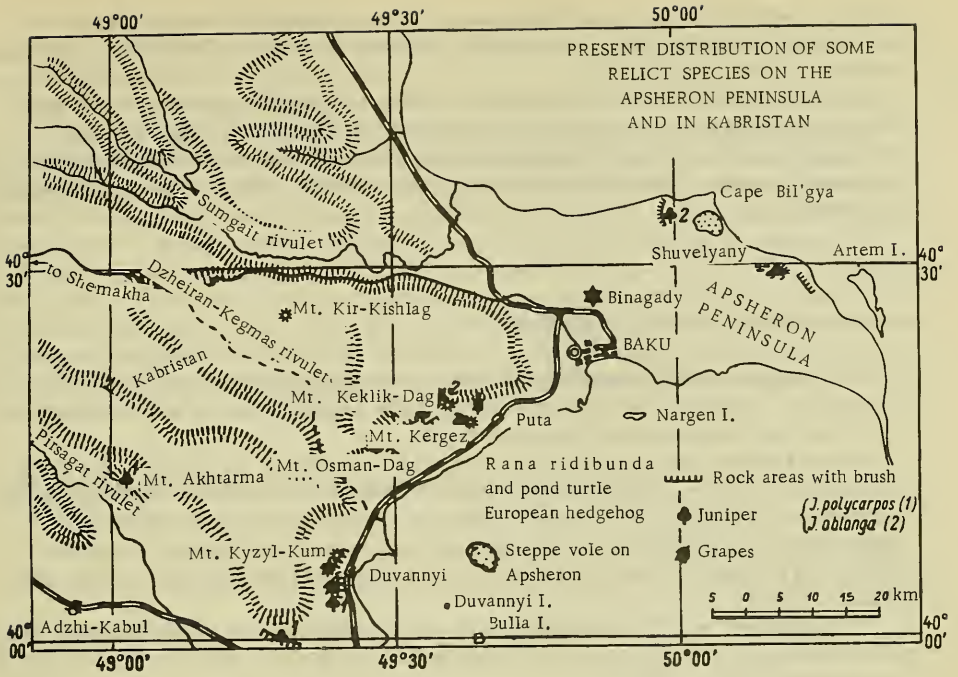 49°00'
49°30'
50°00'
PRESENT DISTRIBUTION OF SOME
RELICT SPECIES ON THE
APSHERON PENINSULA
AND IN KABRISTAN
Cape Bil'gya
2
Sumgait rivulet
Shuvelyany
Artem I.
40°
30'
40°
30'
to Shemakha
Dzheiran-Kegmas rivulet
Mt. Kir-Kishlag
Binagady
APSHERON
PENINSULA
BAKU
Kabristan
2
Mt. Keklik-Dag
Nargen I.
Puta
Mt. Kergez
Pirsagat rivulet
Mt. Akhtarma
Mt. Osman-Dag
Rana ridibunda
and pond turtle
European hedgehog
Rock areas with brush
Juniper
{J. polycarpos (1)
J. oblonga (2)
Mt. Kyzyl-Kum
Steppe vole on
Apsheron
Grapes
Duvannyi
Duvannyi I.
Bulla I.
5 0 5 10 15 20 km
Adzhi-Kabul
1
40°
00'
40°
00'
49°00'
49°30'
50°00'